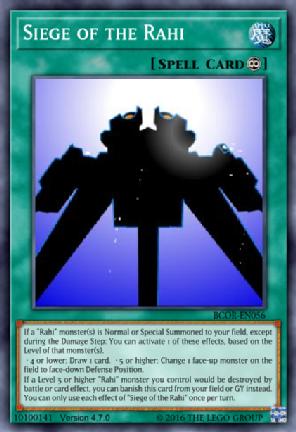 Siege of the Rahi
[Spell Card]
BCOR-EN056
If a "Rahi" monster(s) is Normal or Special Summoned to your field, except
during the Damage Step: You can activate 1 of these effects, based on the
Level of that monster(s).
· 4 or lower: Draw 1 card. · 5 or higher: Change 1 face-up monster on the
field to face-down Defense Position.
If a Level 5 or higher "Rahi" monster you control would be destroyed by
battle or card effect, you can banish this card from your field or GY instead.
You can only use each effect of "Siege of the Rahi" once per turn.
10100141 Version 4.7.0 ©2016 THE LEGO GROUP